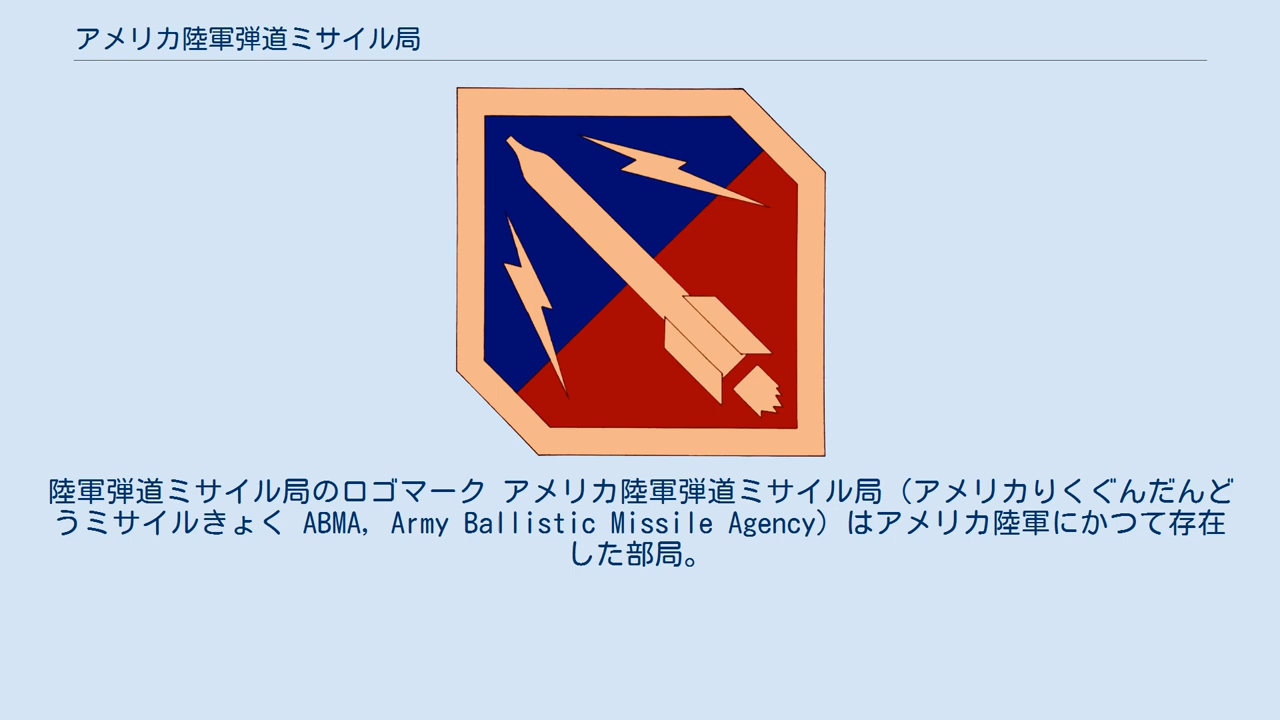 アメリカ陸軍弾道ミサイル局
陸軍弾道ミサイル局のロゴマーク アメリカ陸軍弾道ミサイル局（アメリカりくぐんだんど
うミサイルきょく ABMA, Army Ballistic Missile Agency）はアメリカ陸軍にかつて存在
した部局。